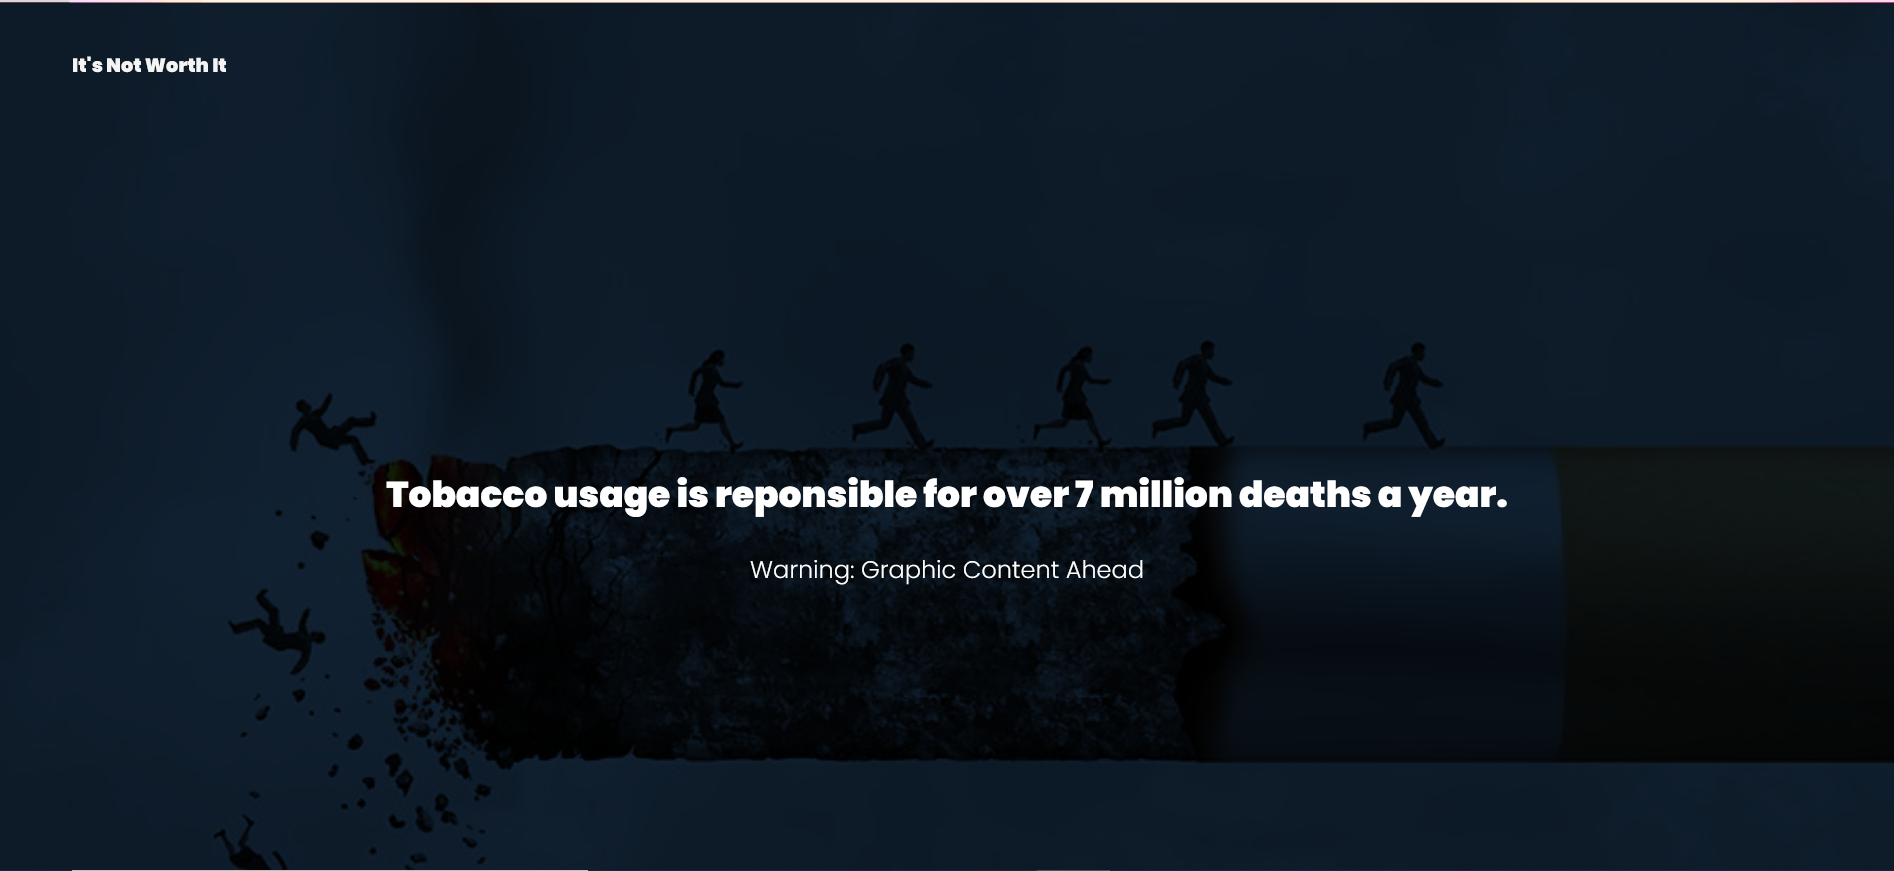 It's Not Worth It
Tobacco usage is reponsible for over 7 million deaths a year.
Warning: Graphic Content Ahead